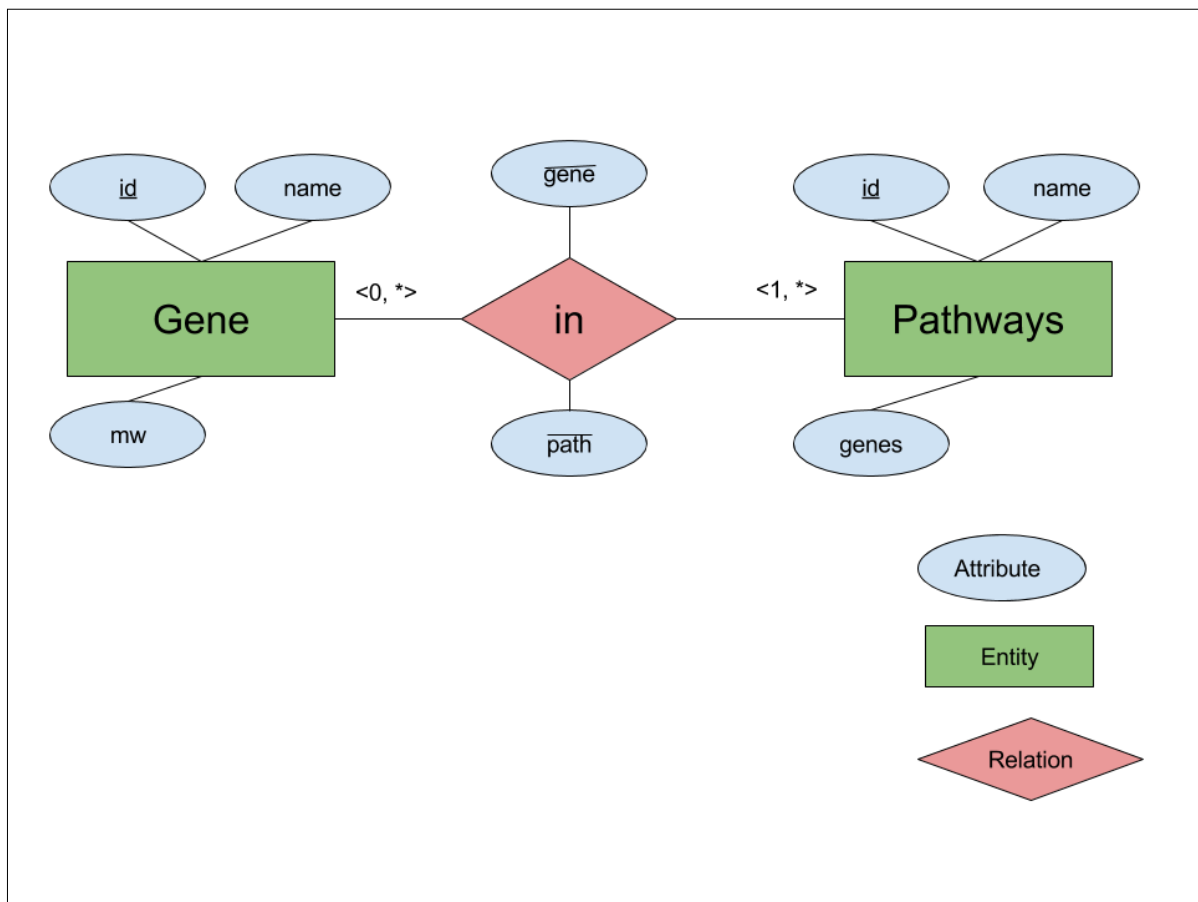 id
name
gene
id
name
Gene
<0, *>
in
<1, *>
Pathways
mw
path
genes
Attribute
Entity
Relation